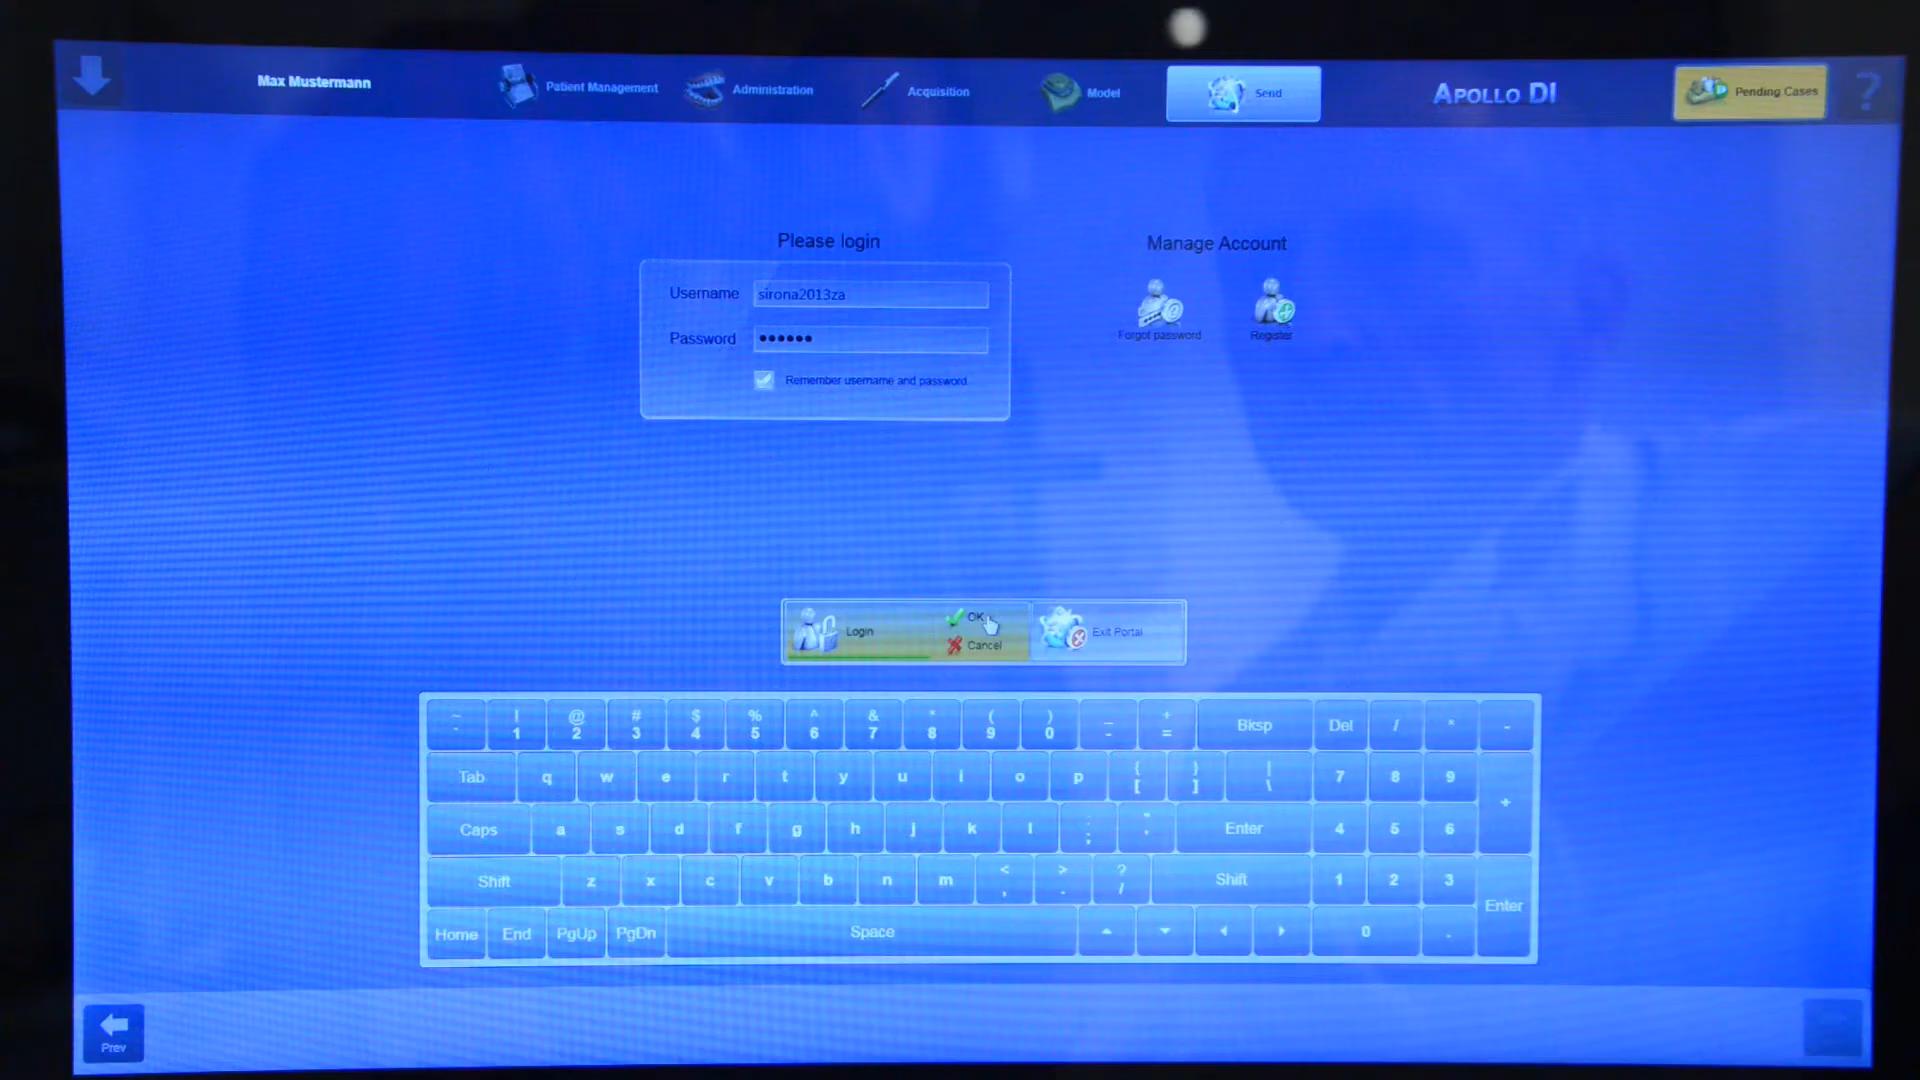 Max Mustermann
Patient Management
Administration
Acquisition
Model
Send
APOLLO DI
Pending Cases
?
Please login
Username sirona2013za
Password ••••••
Remember username and password
Manage Account
Forgot password
Register
Login
OK
Cancel
Exit Portal
~ ! @ # $ % ^ & * ( ) _ +
` 1 2 3 4 5 6 7 8 9 0 - = Bksp Del / * -
Tab q w e r t y u i o p { [ } ] | \ 7 8 9 +
Caps a s d f g h j k l : ; " ' Enter 4 5 6
Shift z x c v b n m < , > . ? / Shift 1 2 3 Enter
Home End PgUp PgDn Space 0 .
Prev